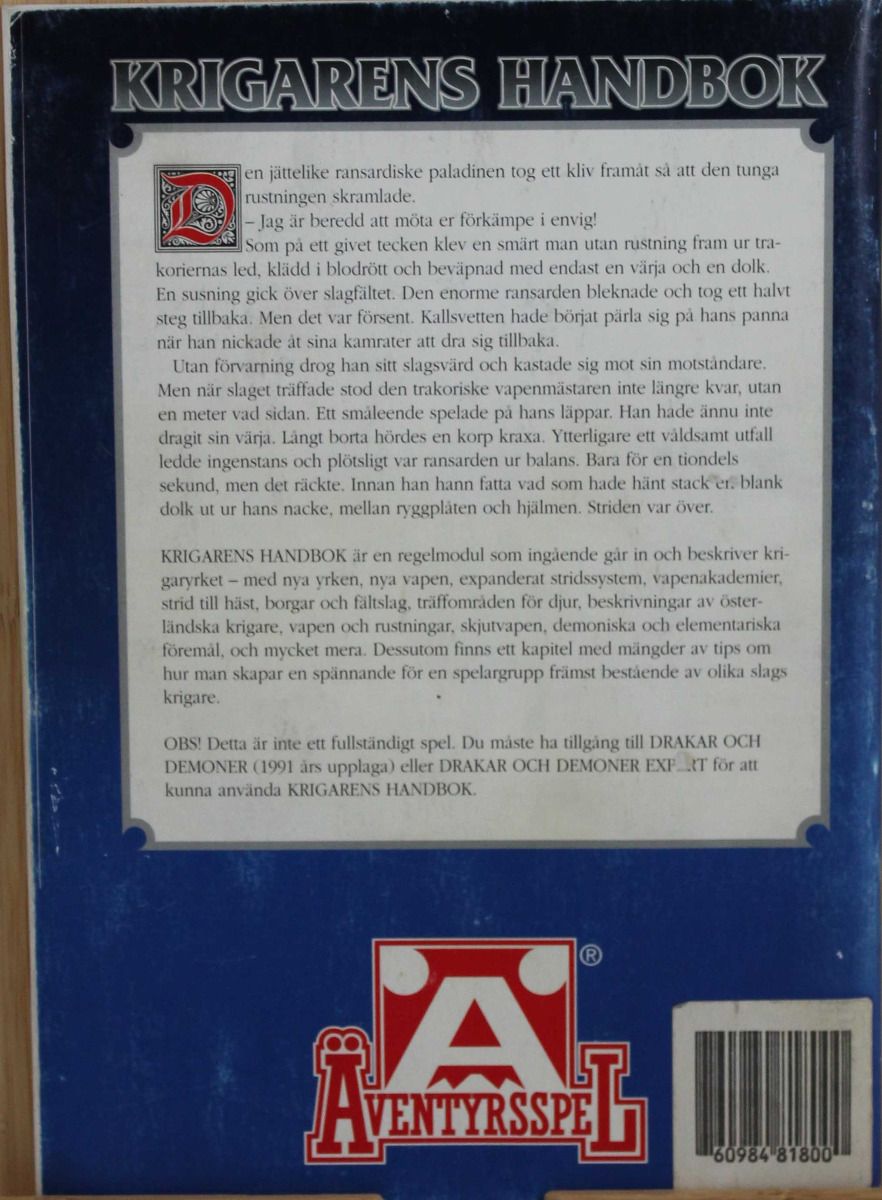 KRIGARENS HANDBOK
Den jättelike ransardiske paladinen tog ett kliv framåt så att den tunga
rustningen skramlade.
– Jag är beredd att möta er förkämpe i envig!
Som på ett givet tecken klev en smärt man utan rustning fram ur tra-
koriernas led, klädd i blodrött och beväpnad med endast en värja och en dolk.
En susning gick över slagfältet. Den enorme ransarden bleknade och tog ett halvt
steg tillbaka. Men det var försent. Kallsvetten hade börjat pärla sig på hans panna
när han nickade åt sina kamrater att dra sig tillbaka.
Utan förvarning drog han sitt slagsvärd och kastade sig mot sin motståndare.
Men när slaget träffade stod den trakoriske vapenmästaren inte längre kvar, utan
en meter vad sidan. Ett småleende spelade på hans läppar. Han hade ännu inte
dragit sin värja. Långt borta hördes en korp kraxa. Ytterligare ett våldsamt utfall
ledde ingenstans och plötsligt var ransarden ur balans. Bara för en tiondels
sekund, men det räckte. Innan han hann fatta vad som hade hänt stack en blank
dolk ut ur hans nacke, mellan ryggplåten och hjälmen. Striden var över.
KRIGARENS HANDBOK är en regelmodul som ingående går in och beskriver kri-
garyrket – med nya yrken, nya vapen, expanderat stridssystem, vapenakademier,
strid till häst, borgar och fältslag, träffområden för djur, beskrivningar av öster-
ländska krigare, vapen och rustningar, skjutvapen, demoniska och elementariska
föremål, och mycket mera. Dessutom finns ett kapitel med mängder av tips om
hur man skapar en spännande för en spelargrupp främst bestående av olika slags
krigare.
OBS! Detta är inte ett fullständigt spel. Du måste ha tillgång till DRAKAR OCH
DEMONER (1991 års upplaga) eller DRAKAR OCH DEMONER EXPERT för att
kunna använda KRIGARENS HANDBOK.
Ä ®
ÄVENTYRSSPEL
60984 81800